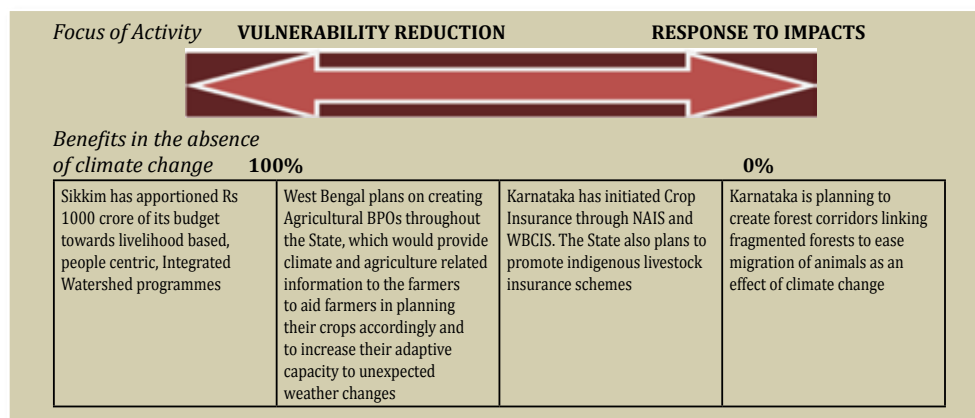 Focus of Activity VULNERABILITY REDUCTION RESPONSE TO IMPACTS
Benefits in the absence
of climate change 100% 0%
Sikkim has apportioned Rs
1000 crore of its budget
towards livelihood based,
people centric, Integrated
Watershed programmes
West Bengal plans on creating
Agricultural BPOs throughout
the State, which would provide
climate and agriculture related
information to the farmers
to aid farmers in planning
their crops accordingly and
to increase their adaptive
capacity to unexpected
weather changes
Karnataka has initiated Crop
Insurance through NAIS and
WBCIS. The State also plans to
promote indigenous livestock
insurance schemes
Karnataka is planning to
create forest corridors linking
fragmented forests to ease
migration of animals as an
effect of climate change